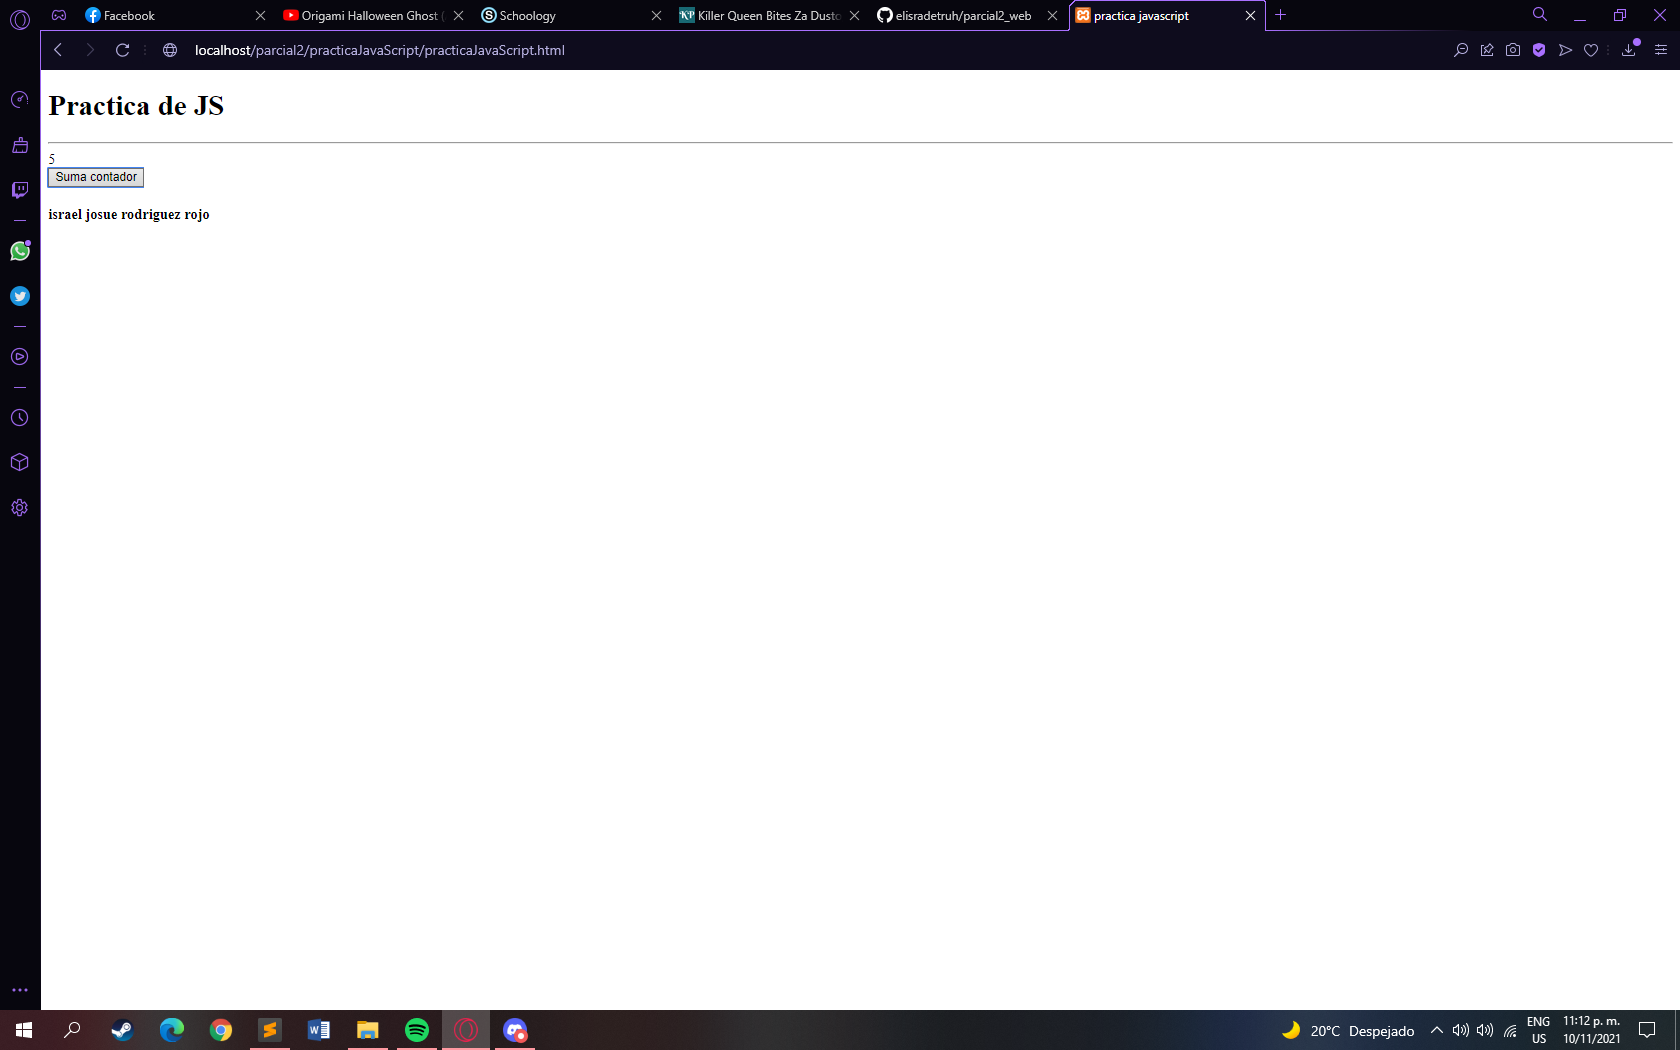 Facebook
Origami Halloween Ghost (
Schoology
Killer Queen Bites Za Dusto
elisradetruh/parcial2_web
practica javascript
localhost/parcial2/practicaJavaScript/practicaJavaScript.html
Practica de JS
5
Suma contador
israel josue rodriguez rojo
20°C Despejado
ENG
US
11:12 p. m.
10/11/2021